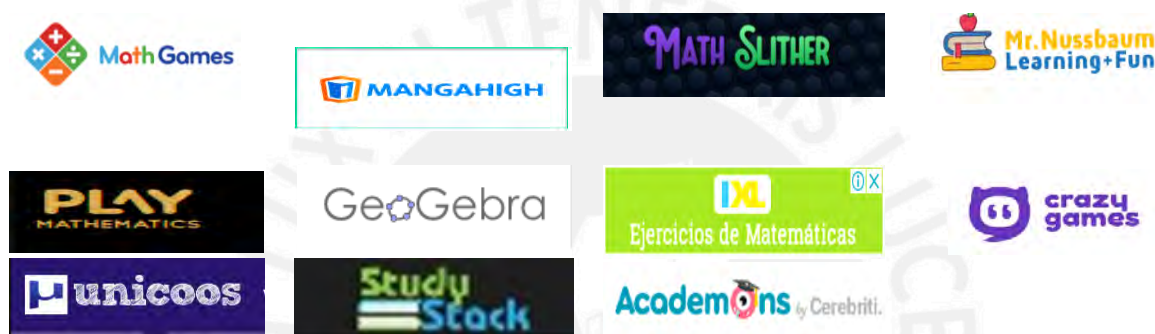 Math Games
MANGAHIGH
MATH SLITHER
Mr.Nussbaum
Learning+Fun
PLAY
MATHEMATICS
GeoGebra
IXL
Ejercicios de Matemáticas
crazy
games
unicoos
Study
Stack
Academons by Cerebriti.